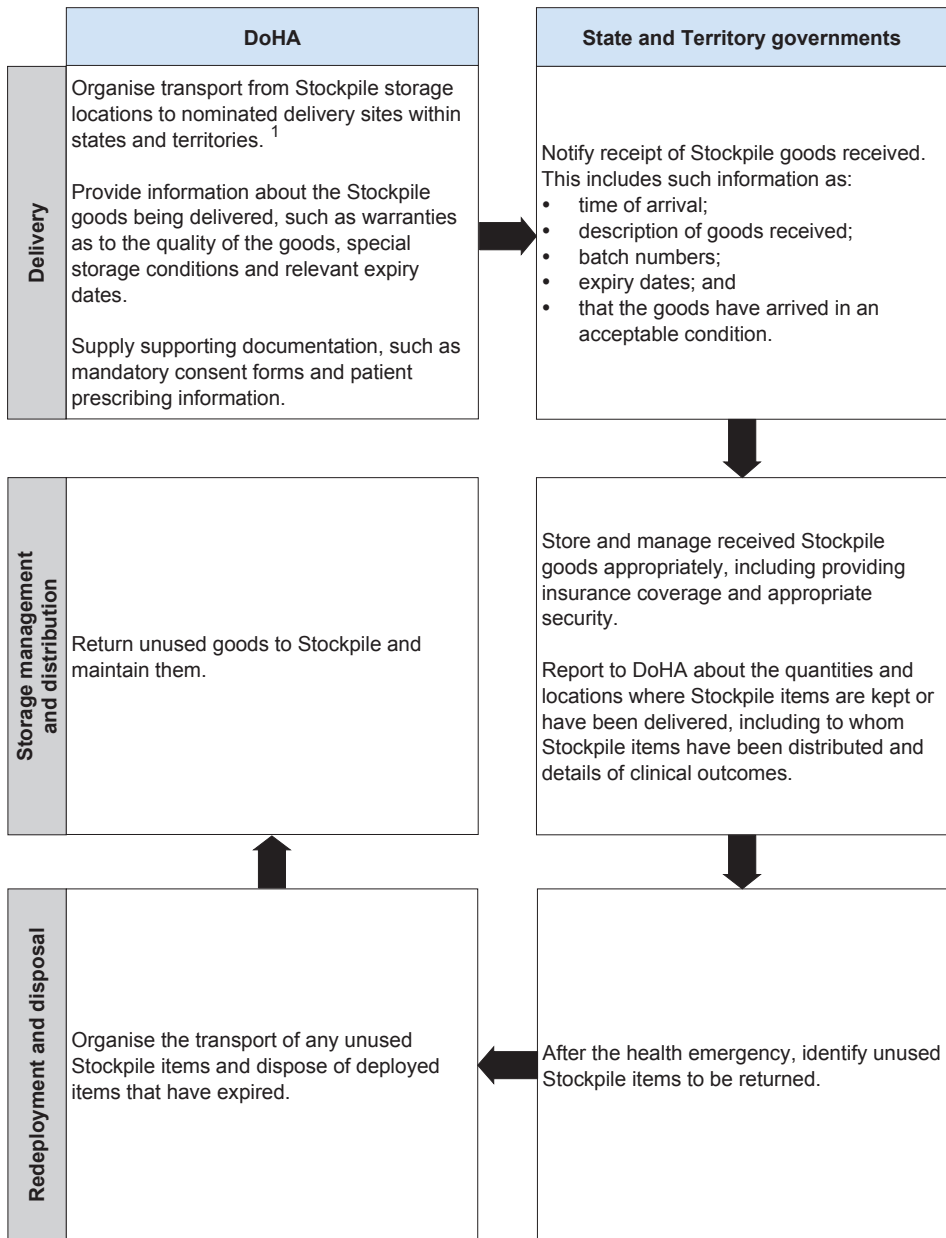 DoHA
State and Territory governments
Delivery
Organise transport from Stockpile storage
locations to nominated delivery sites within
states and territories. 1
Provide information about the Stockpile
goods being delivered, such as warranties
as to the quality of the goods, special
storage conditions and relevant expiry
dates.
Supply supporting documentation, such as
mandatory consent forms and patient
prescribing information.
Notify receipt of Stockpile goods received.
This includes such information as:
• time of arrival;
• description of goods received;
• batch numbers;
• expiry dates; and
• that the goods have arrived in an
acceptable condition.
Storage management
and distribution
Return unused goods to Stockpile and
maintain them.
Store and manage received Stockpile
goods appropriately, including providing
insurance coverage and appropriate
security.
Report to DoHA about the quantities and
locations where Stockpile items are kept or
have been delivered, including to whom
Stockpile items have been distributed and
details of clinical outcomes.
Redeployment and disposal
Organise the transport of any unused
Stockpile items and dispose of deployed
items that have expired.
After the health emergency, identify unused
Stockpile items to be returned.